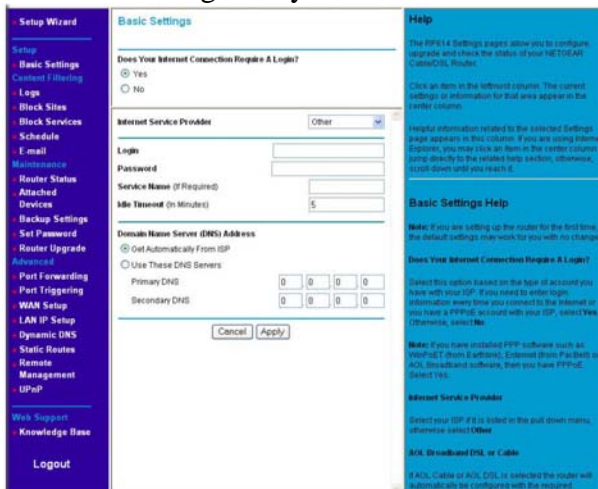 Setup Wizard
Setup
Basic Settings
Content Filtering
Logs
Block Sites
Block Services
Schedule
E-mail
Maintenance
Router Status
Attached
Devices
Backup Settings
Set Password
Router Upgrade
Advanced
Port Forwarding
Port Triggering
WAN Setup
LAN IP Setup
Dynamic DNS
Static Routes
Remote
Management
UPnP
Web Support
Knowledge Base
Logout
Basic Settings
Does Your Internet Connection Require A Login?
Yes
No
Internet Service Provider Other
Login
Password
Service Name (If Required)
Idle Timeout (In Minutes) 5
Domain Name Server (DNS) Address
Get Automatically From ISP
Use These DNS Servers
Primary DNS 0 . 0 . 0 . 0
Secondary DNS 0 . 0 . 0 . 0
Cancel Apply
Help
The RP614 Settings pages allow you to configure,
upgrade and check the status of your NETGEAR
Cable/DSL Router.
Click an item in the leftmost column. The current
settings or information for that area appear in the
center column.
Helpful information related to the selected Settings
page appears in this column. If you are using Interne
Explorer, you may click an item in the center column
jump directly to the related help section; otherwise,
scroll down until you reach it.
Basic Settings Help
Note: If you are setting up the router for the first time,
the default settings may work for you with no change
Does Your Internet Connection Require A Login?
Select this option based on the type of account you
have with your ISP. If you need to enter login
information every time you connect to the Internet or
you have a PPPoE account with your ISP, select Yes.
Otherwise, select No.
Note: If you have installed PPP software such as
WinPoET (from Earthlink), Enternet (from PacBell) o
AOL Broadband software, then you have PPPoE.
Select Yes.
Internet Service Provider
Select your ISP if it is listed in the pull down menu,
otherwise select Other
AOL Broadband DSL or Cable
If AOL Cable or AOL DSL is selected the router will
automatically be configured with the required